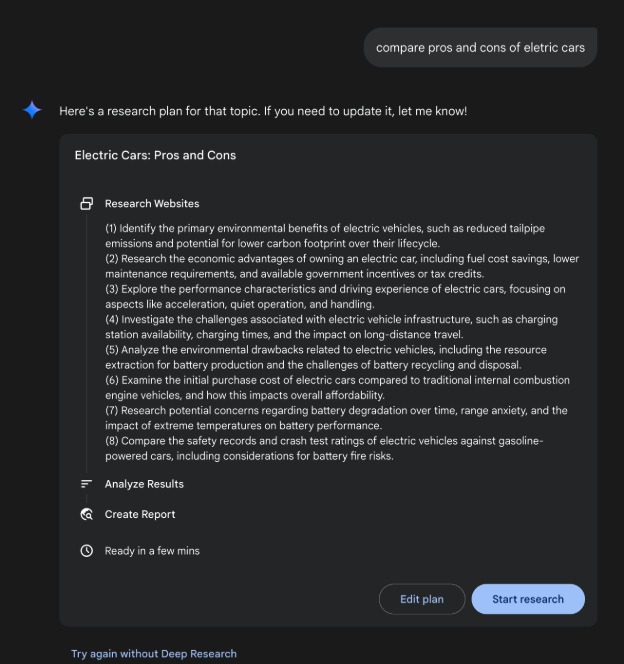 compare pros and cons of eletric cars
Here's a research plan for that topic. If you need to update it, let me know!
Electric Cars: Pros and Cons
Research Websites
(1) Identify the primary environmental benefits of electric vehicles, such as reduced tailpipe
emissions and potential for lower carbon footprint over their lifecycle.
(2) Research the economic advantages of owning an electric car, including fuel cost savings, lower
maintenance requirements, and available government incentives or tax credits.
(3) Explore the performance characteristics and driving experience of electric cars, focusing on
aspects like acceleration, quiet operation, and handling.
(4) Investigate the challenges associated with electric vehicle infrastructure, such as charging
station availability, charging times, and the impact on long-distance travel.
(5) Analyze the environmental drawbacks related to electric vehicles, including the resource
extraction for battery production and the challenges of battery recycling and disposal.
(6) Examine the initial purchase cost of electric cars compared to traditional internal combustion
engine vehicles, and how this impacts overall affordability.
(7) Research potential concerns regarding battery degradation over time, range anxiety, and the
impact of extreme temperatures on battery performance.
(8) Compare the safety records and crash test ratings of electric vehicles against gasoline-
powered cars, including considerations for battery fire risks.
Analyze Results
Create Report
Ready in a few mins
Edit plan
Start research
Try again without Deep Research